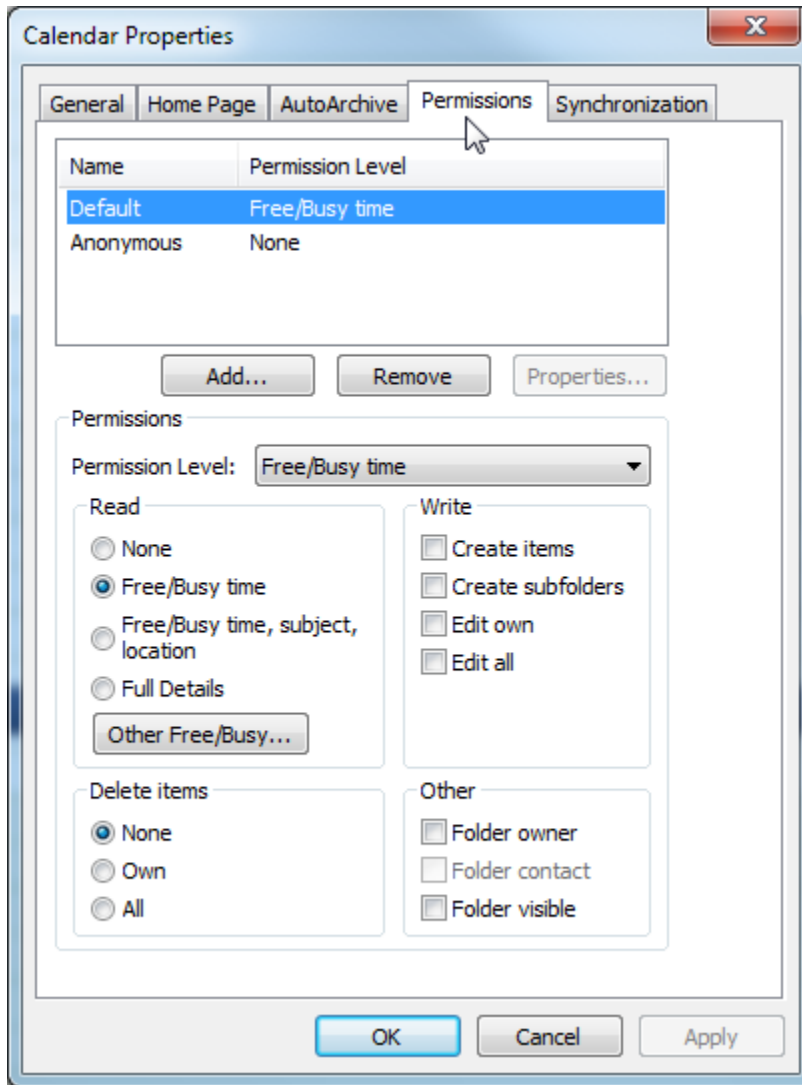 Calendar Properties
General Home Page AutoArchive Permissions Synchronization
Name Permission Level
Default Free/Busy time
Anonymous None
Add... Remove Properties...
Permissions
Permission Level: Free/Busy time
Read
None
Free/Busy time
Free/Busy time, subject,
location
Full Details
Other Free/Busy...
Write
Create items
Create subfolders
Edit own
Edit all
Delete items
None
Own
All
Other
Folder owner
Folder contact
Folder visible
OK Cancel Apply